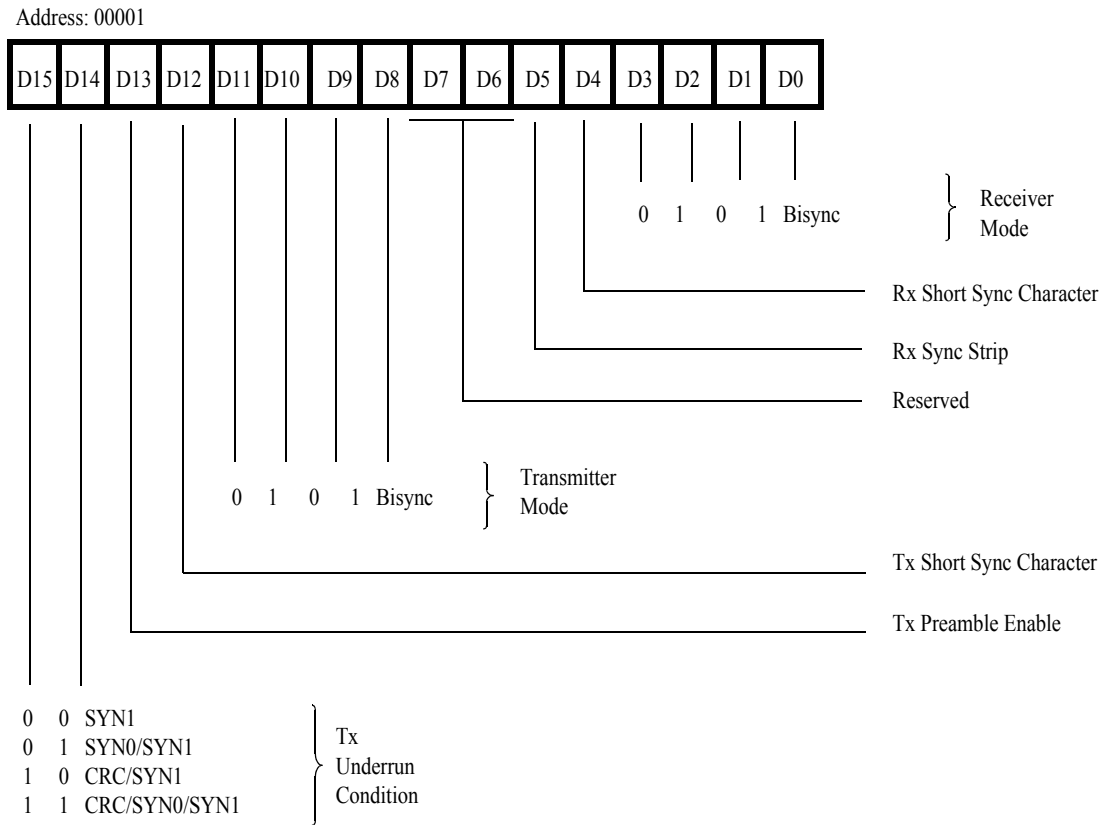 Address: 00001
D15 D14 D13 D12 D11 D10 D9 D8 D7 D6 D5 D4 D3 D2 D1 D0
0 1 0 1 Bisync
Receiver
Mode
Rx Short Sync Character
Rx Sync Strip
Reserved
0 1 0 1 Bisync
Transmitter
Mode
Tx Short Sync Character
Tx Preamble Enable
0 0 SYN1
0 1 SYN0/SYN1
1 0 CRC/SYN1
1 1 CRC/SYN0/SYN1
Tx
Underrun
Condition